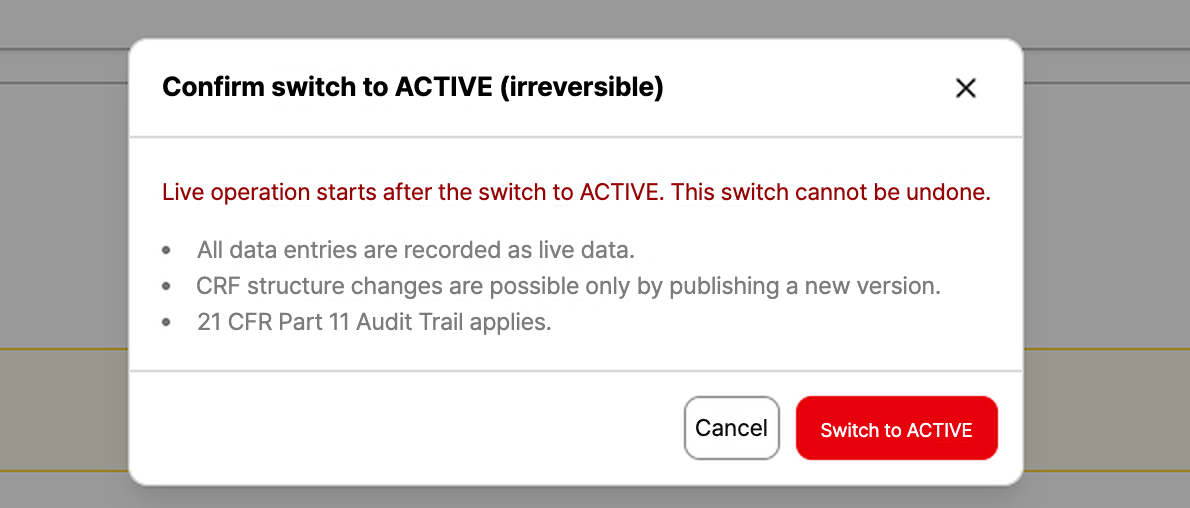 Confirm switch to ACTIVE (irreversible)
Live operation starts after the switch to ACTIVE. This switch cannot be undone.
• All data entries are recorded as live data.
• CRF structure changes are possible only by publishing a new version.
• 21 CFR Part 11 Audit Trail applies.
Cancel Switch to ACTIVE